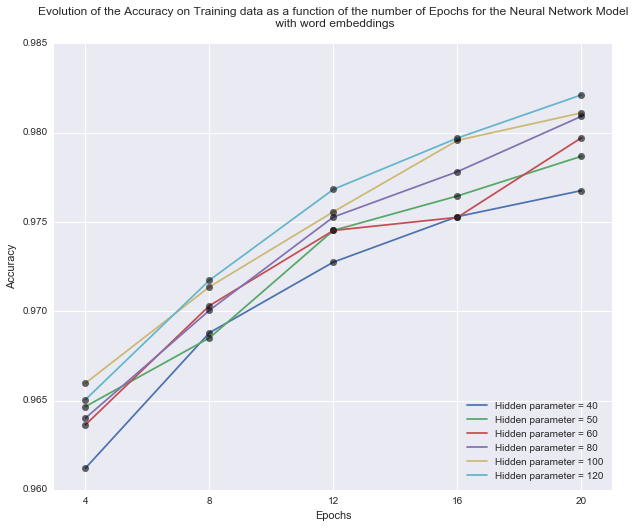 Evolution of the Accuracy on Training data as a function of the number of Epochs for the Neural Network Model
with word embeddings
0.985
0.980
0.975
0.970
0.965
0.960
Accuracy
4 8 12 16 20
Epochs
Hidden parameter = 40
Hidden parameter = 50
Hidden parameter = 60
Hidden parameter = 80
Hidden parameter = 100
Hidden parameter = 120